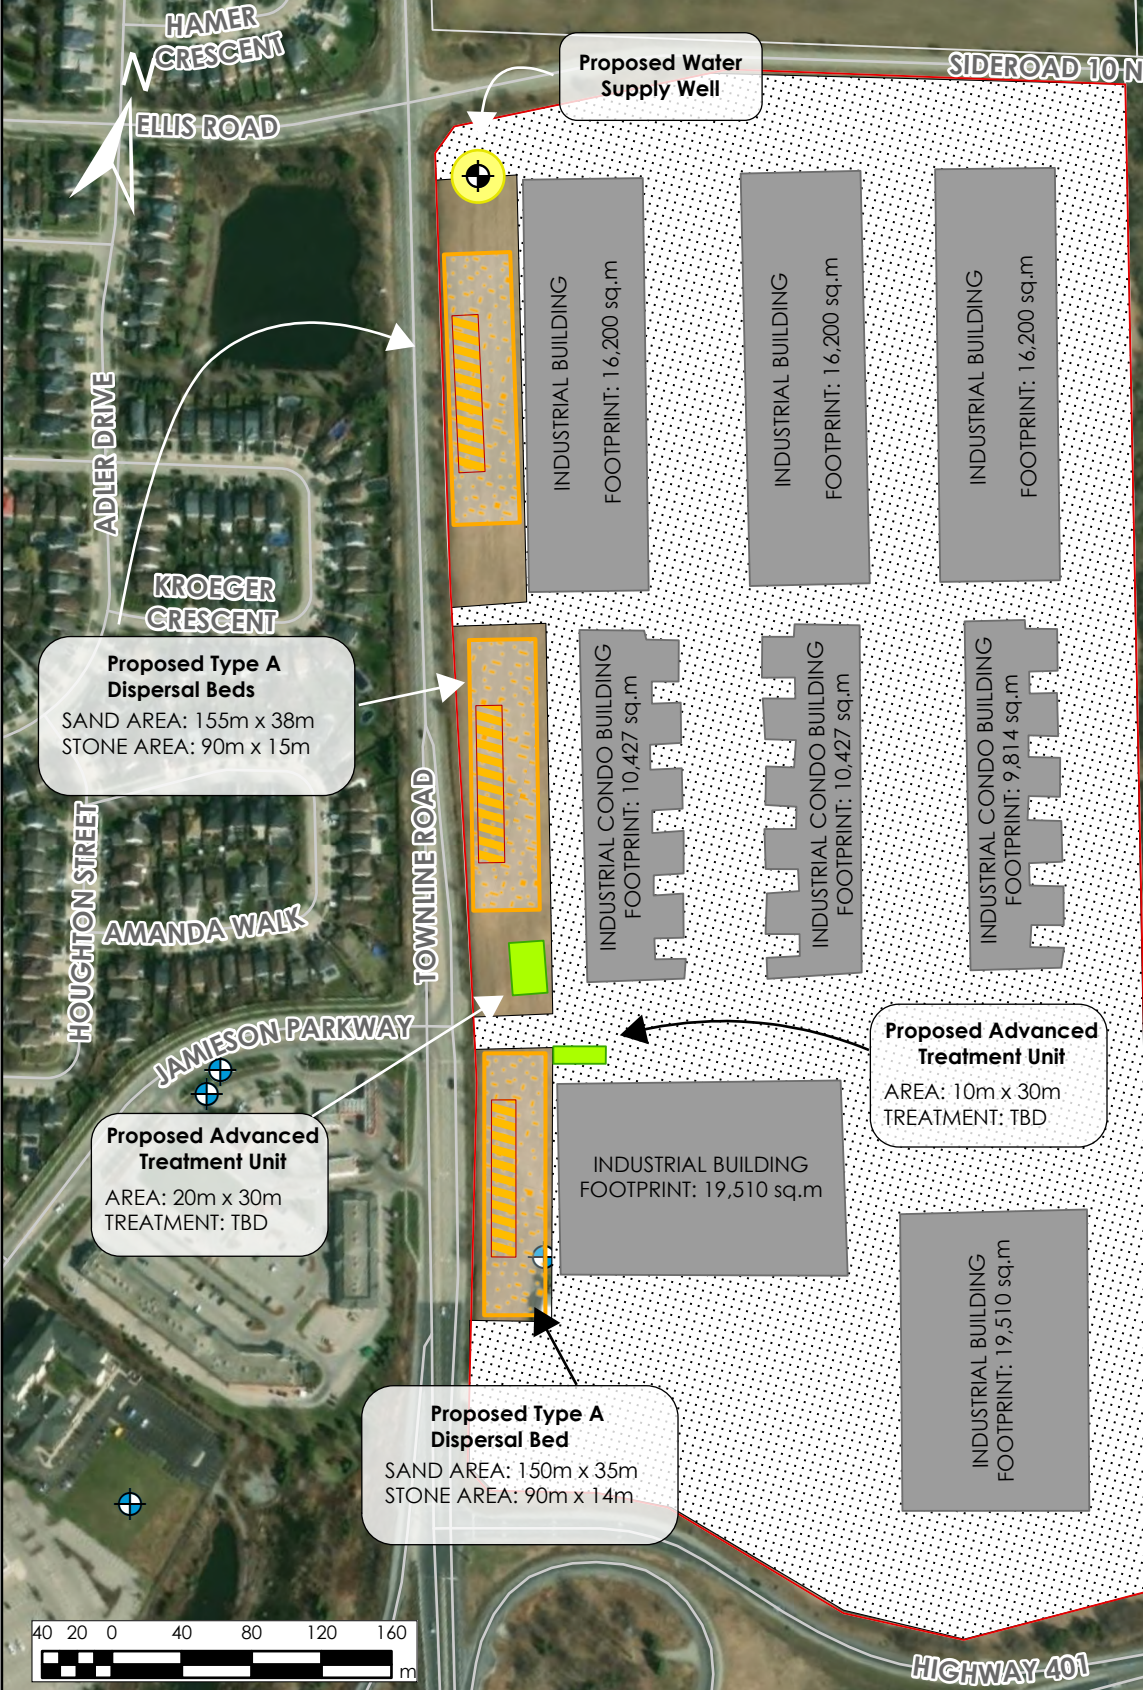 HAMER
CRESCENT
N
ELLIS ROAD
Proposed Water
Supply Well
SIDEROAD 10 N
INDUSTRIAL BUILDING
FOOTPRINT: 16,200 sq.m
INDUSTRIAL BUILDING
FOOTPRINT: 16,200 sq.m
INDUSTRIAL BUILDING
FOOTPRINT: 16,200 sq.m
ADLER DRIVE
KROEGER
CRESCENT
Proposed Type A
Dispersal Beds
SAND AREA: 155m x 38m
STONE AREA: 90m x 15m
INDUSTRIAL CONDO BUILDING
FOOTPRINT: 10,427 sq.m
INDUSTRIAL CONDO BUILDING
FOOTPRINT: 10,427 sq.m
INDUSTRIAL CONDO BUILDING
FOOTPRINT: 9,814 sq.m
HOUGHTON STREET
AMANDA WALK
TOWNLINE ROAD
JAMIESON PARKWAY
Proposed Advanced
Treatment Unit
AREA: 10m x 30m
TREATMENT: TBD
Proposed Advanced
Treatment Unit
AREA: 20m x 30m
TREATMENT: TBD
INDUSTRIAL BUILDING
FOOTPRINT: 19,510 sq.m
INDUSTRIAL BUILDING
FOOTPRINT: 19,510 sq.m
Proposed Type A
Dispersal Bed
SAND AREA: 150m x 35m
STONE AREA: 90m x 14m
40 20 0 40 80 120 160
m
HIGHWAY 401